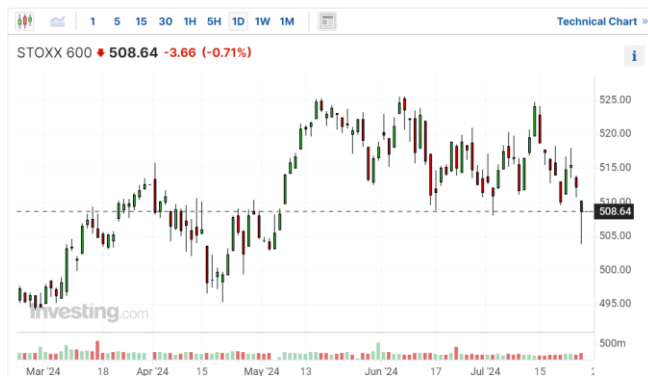 1 5 15 30 1H 5H 1D 1W 1M Technical Chart »
STOXX 600 508.64 -3.66 (-0.71%) i
525.00
520.00
515.00
510.00
508.64
505.00
500.00
495.00
Investing.com
500m
Mar '24 18 Apr '24 15 May '24 13 Jun '24 17 Jul '24 15